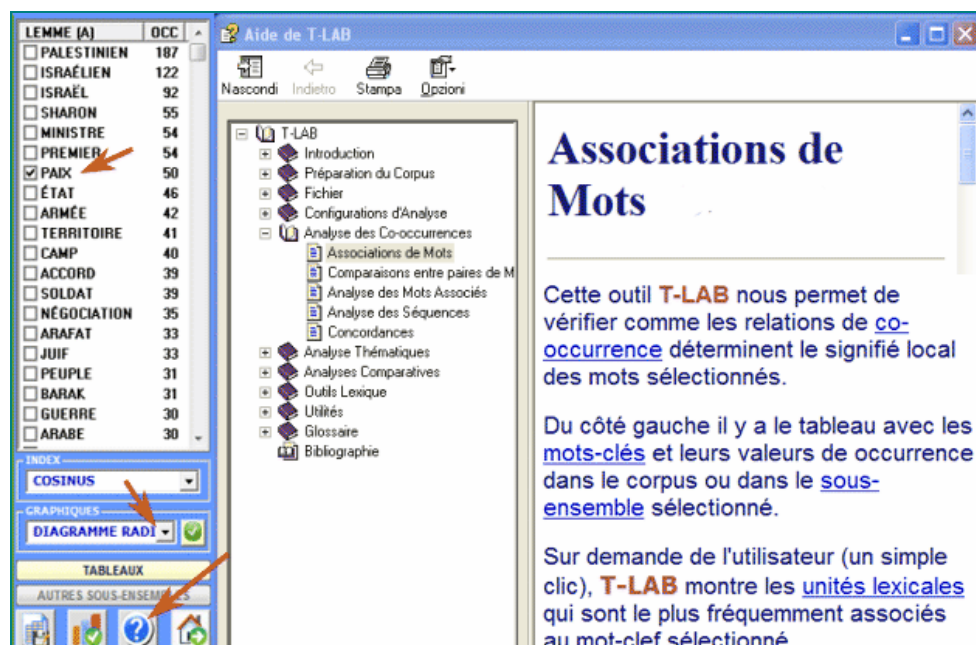 LEMME (A) OCC
PALESTINIEN 187
ISRAÉLIEN 122
ISRAËL 92
SHARON 55
MINISTRE 54
PREMIER 54
PAIX 50
ÉTAT 46
ARMÉE 42
TERRITOIRE 41
CAMP 40
ACCORD 39
SOLDAT 39
NÉGOCIATION 35
ARAFAT 33
JUIF 33
PEUPLE 31
BARAK 31
GUERRE 30
ARABE 30
INDEX
COSINUS
GRAPHIQUES
DIAGRAMME RADI
TABLEAUX
AUTRES SOUS-ENSEMBLES
Aide de T-LAB
Nascondi Indietro Stampa Opzioni
T-LAB
Introduction
Préparation du Corpus
Fichier
Configurations d'Analyse
Analyse des Co-occurrences
Associations de Mots
Comparaisons entre paires de M
Analyse des Mots Associés
Analyse des Séquences
Concordances
Analyse Thématiques
Analyses Comparatives
Outils Lexique
Utilités
Glossaire
Bibliographie
Associations de
Mots
Cette outil T-LAB nous permet de
vérifier comme les relations de co-
occurrence déterminent le signifié local
des mots sélectionnés.
Du côté gauche il y a le tableau avec les
mots-clés et leurs valeurs de occurrence
dans le corpus ou dans le sous-
ensemble sélectionné.
Sur demande de l'utilisateur (un simple
clic), T-LAB montre les unités lexicales
qui sont le plus fréquemment associés
au mot-clef sélectionné